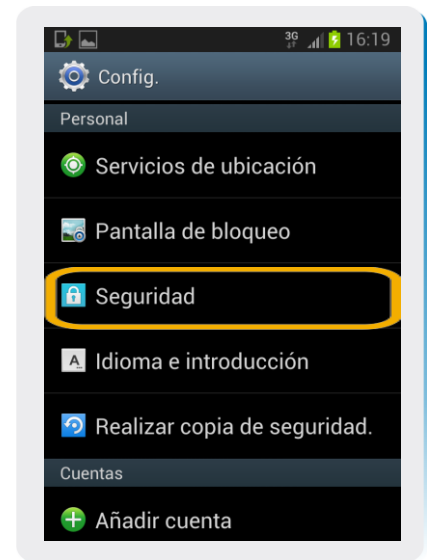 3G 16:19
Config.
Personal
Servicios de ubicación
Pantalla de bloqueo
Seguridad
A Idioma e introducción
Realizar copia de seguridad.
Cuentas
Añadir cuenta